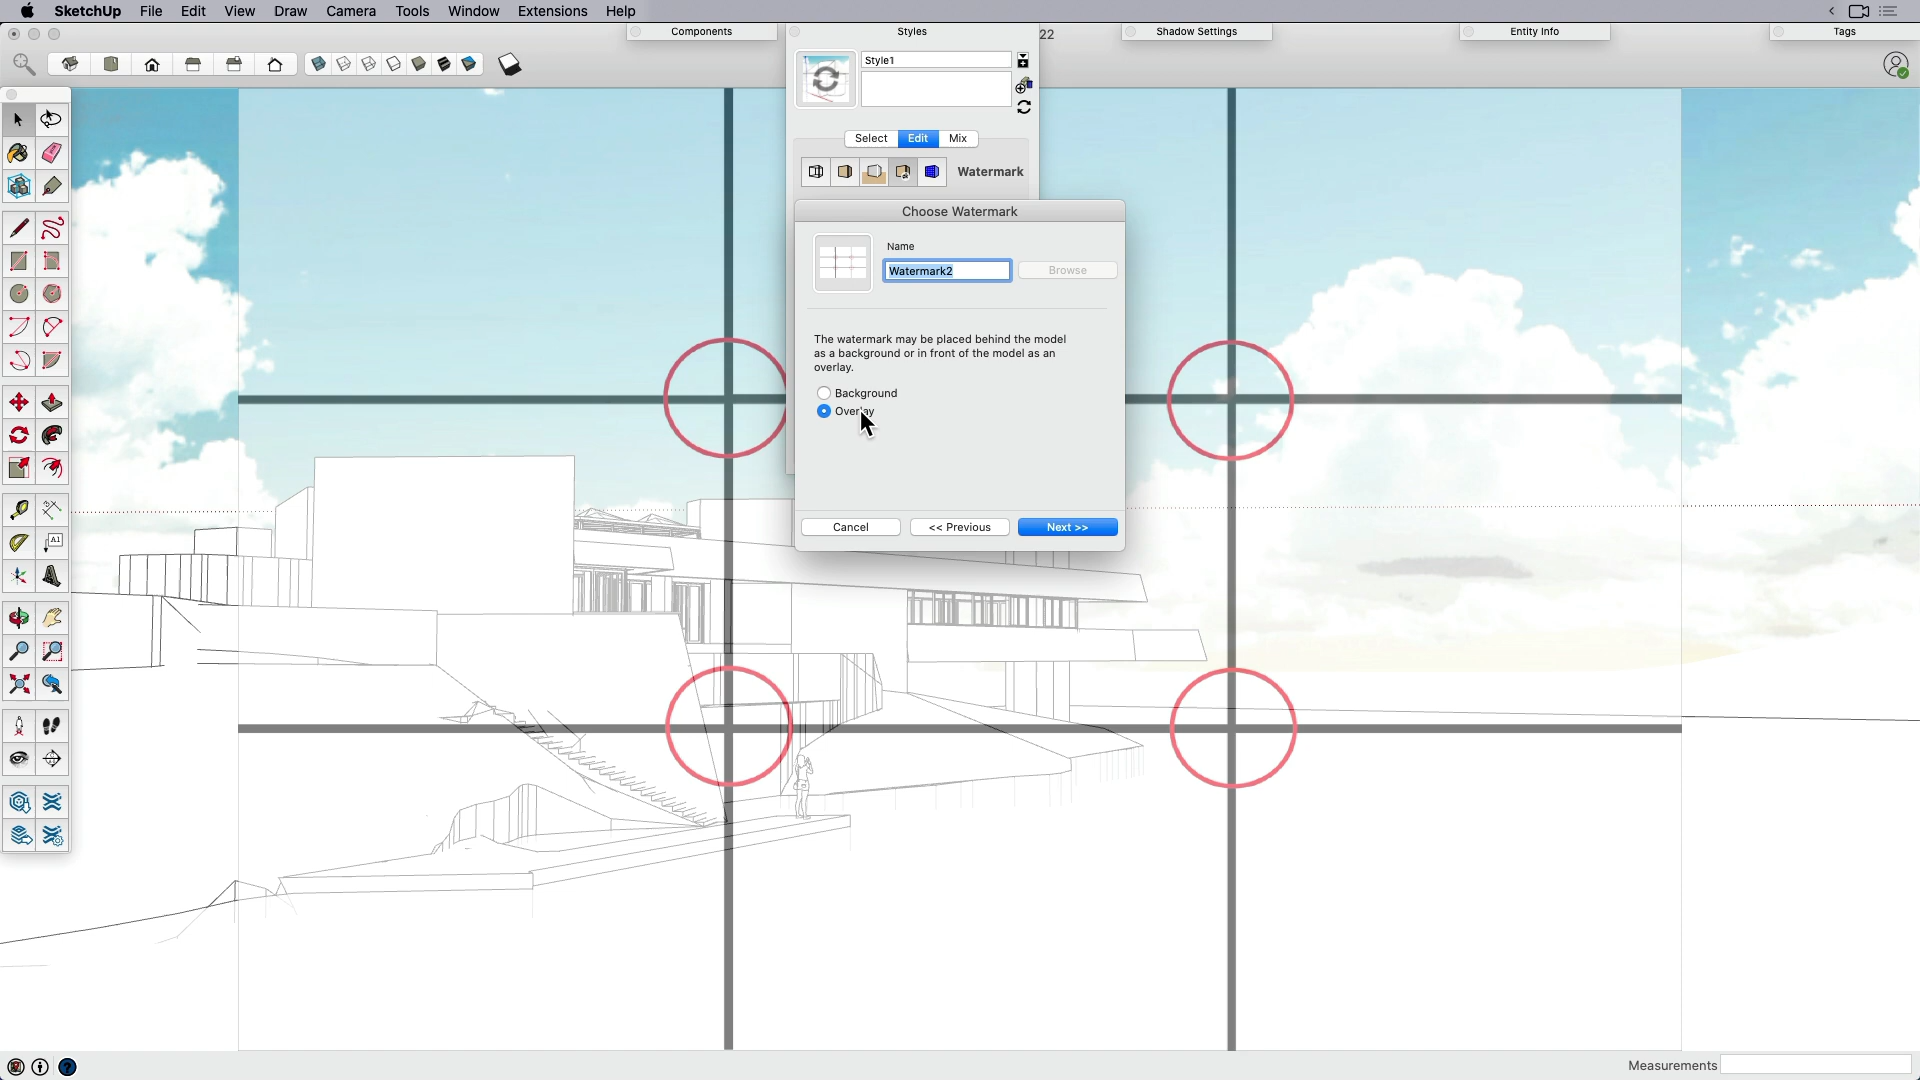 SketchUp File Edit View Draw Camera Tools Window Extensions Help
Components
Styles
22
Shadow Settings
Entity Info
Tags
Style1
Select Edit Mix
Watermark
Choose Watermark
Name
Watermark2
Browse
The watermark may be placed behind the model
as a background or in front of the model as an
overlay.
Background
Overlay
Cancel
<< Previous
Next >>
A1
Measurements